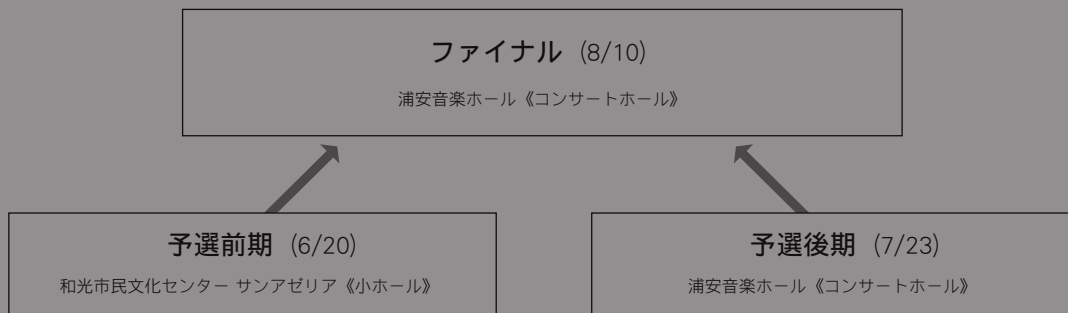 ファイナル (8/10)
浦安音楽ホール《コンサートホール》
予選前期 (6/20)
和光市民文化センター サンアゼリア《小ホール》
予選後期 (7/23)
浦安音楽ホール《コンサートホール》